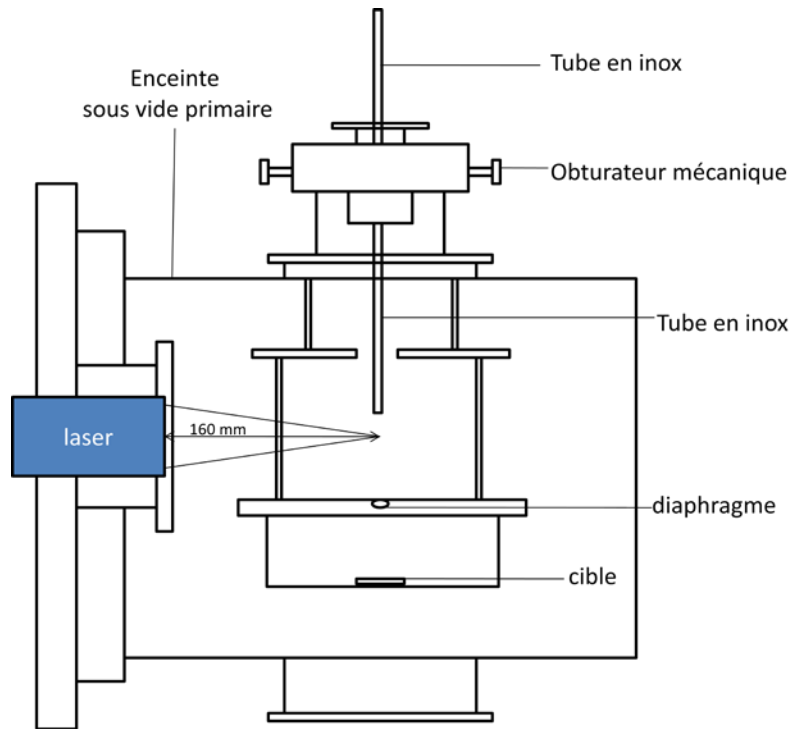 Tube en inox
Enceinte
sous vide primaire
Obturateur mécanique
Tube en inox
laser
160 mm
diaphragme
cible